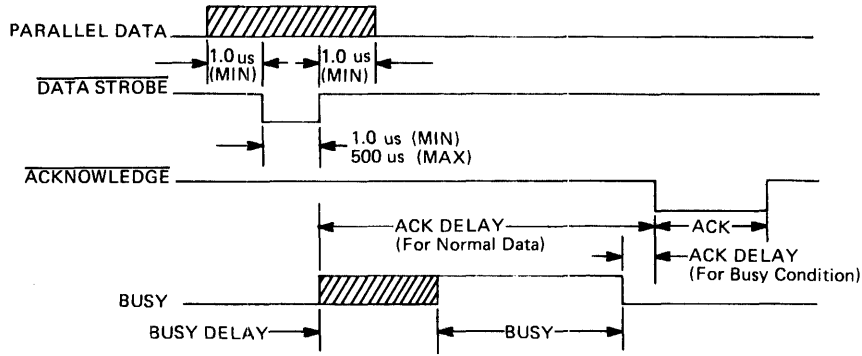 PARALLEL DATA
1.0 us
(MIN)
1.0 us
(MIN)
DATA STROBE
1.0 us (MIN)
500 us (MAX)
ACKNOWLEDGE
ACK DELAY
(For Normal Data)
ACK
ACK DELAY
(For Busy Condition)
BUSY
BUSY DELAY
BUSY